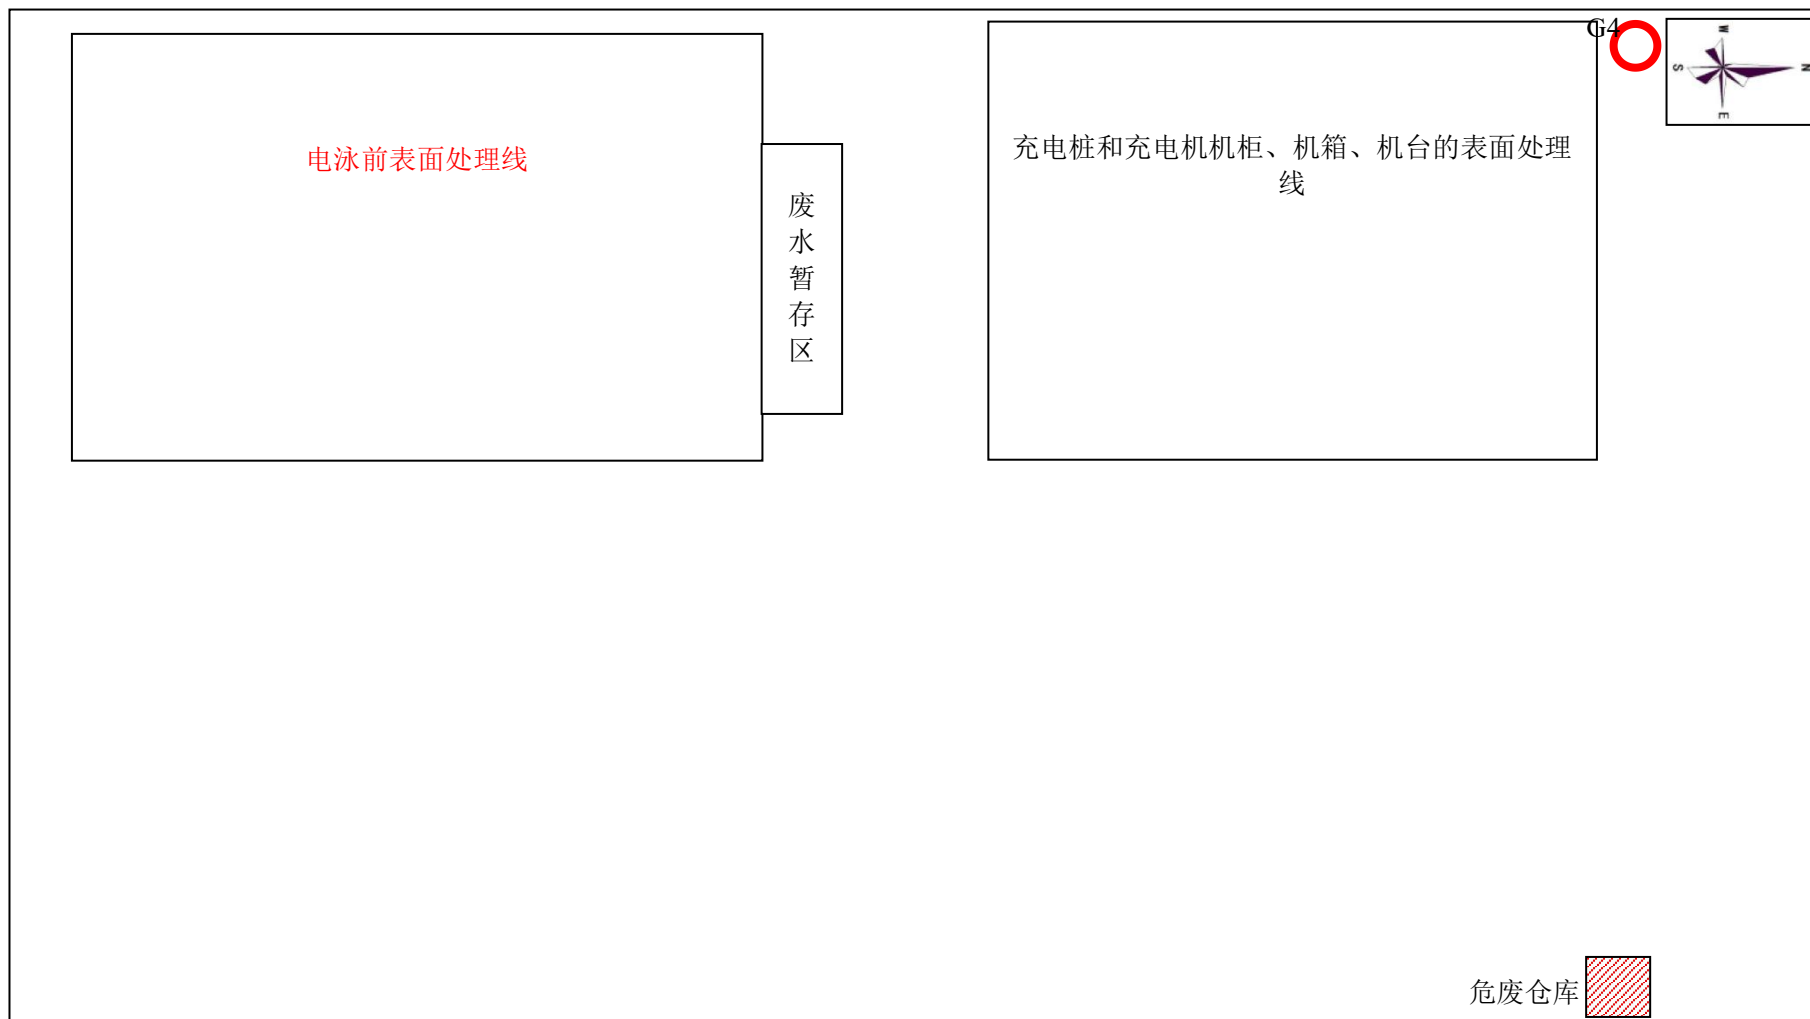 G4
W
S
N
E
电泳前表面处理线
充电桩和充电机机柜、机箱、机台的表面处理
线
废
水
暂
存
区
危废仓库